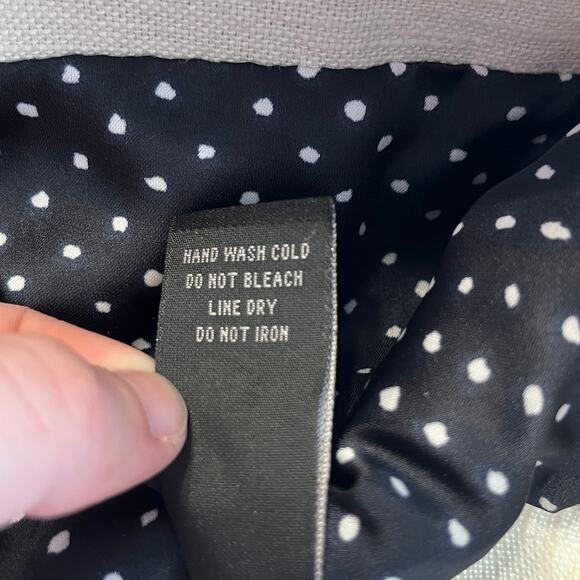 HAND WASH COLD
DO NOT BLEACH
LINE DRY
DO NOT IRON